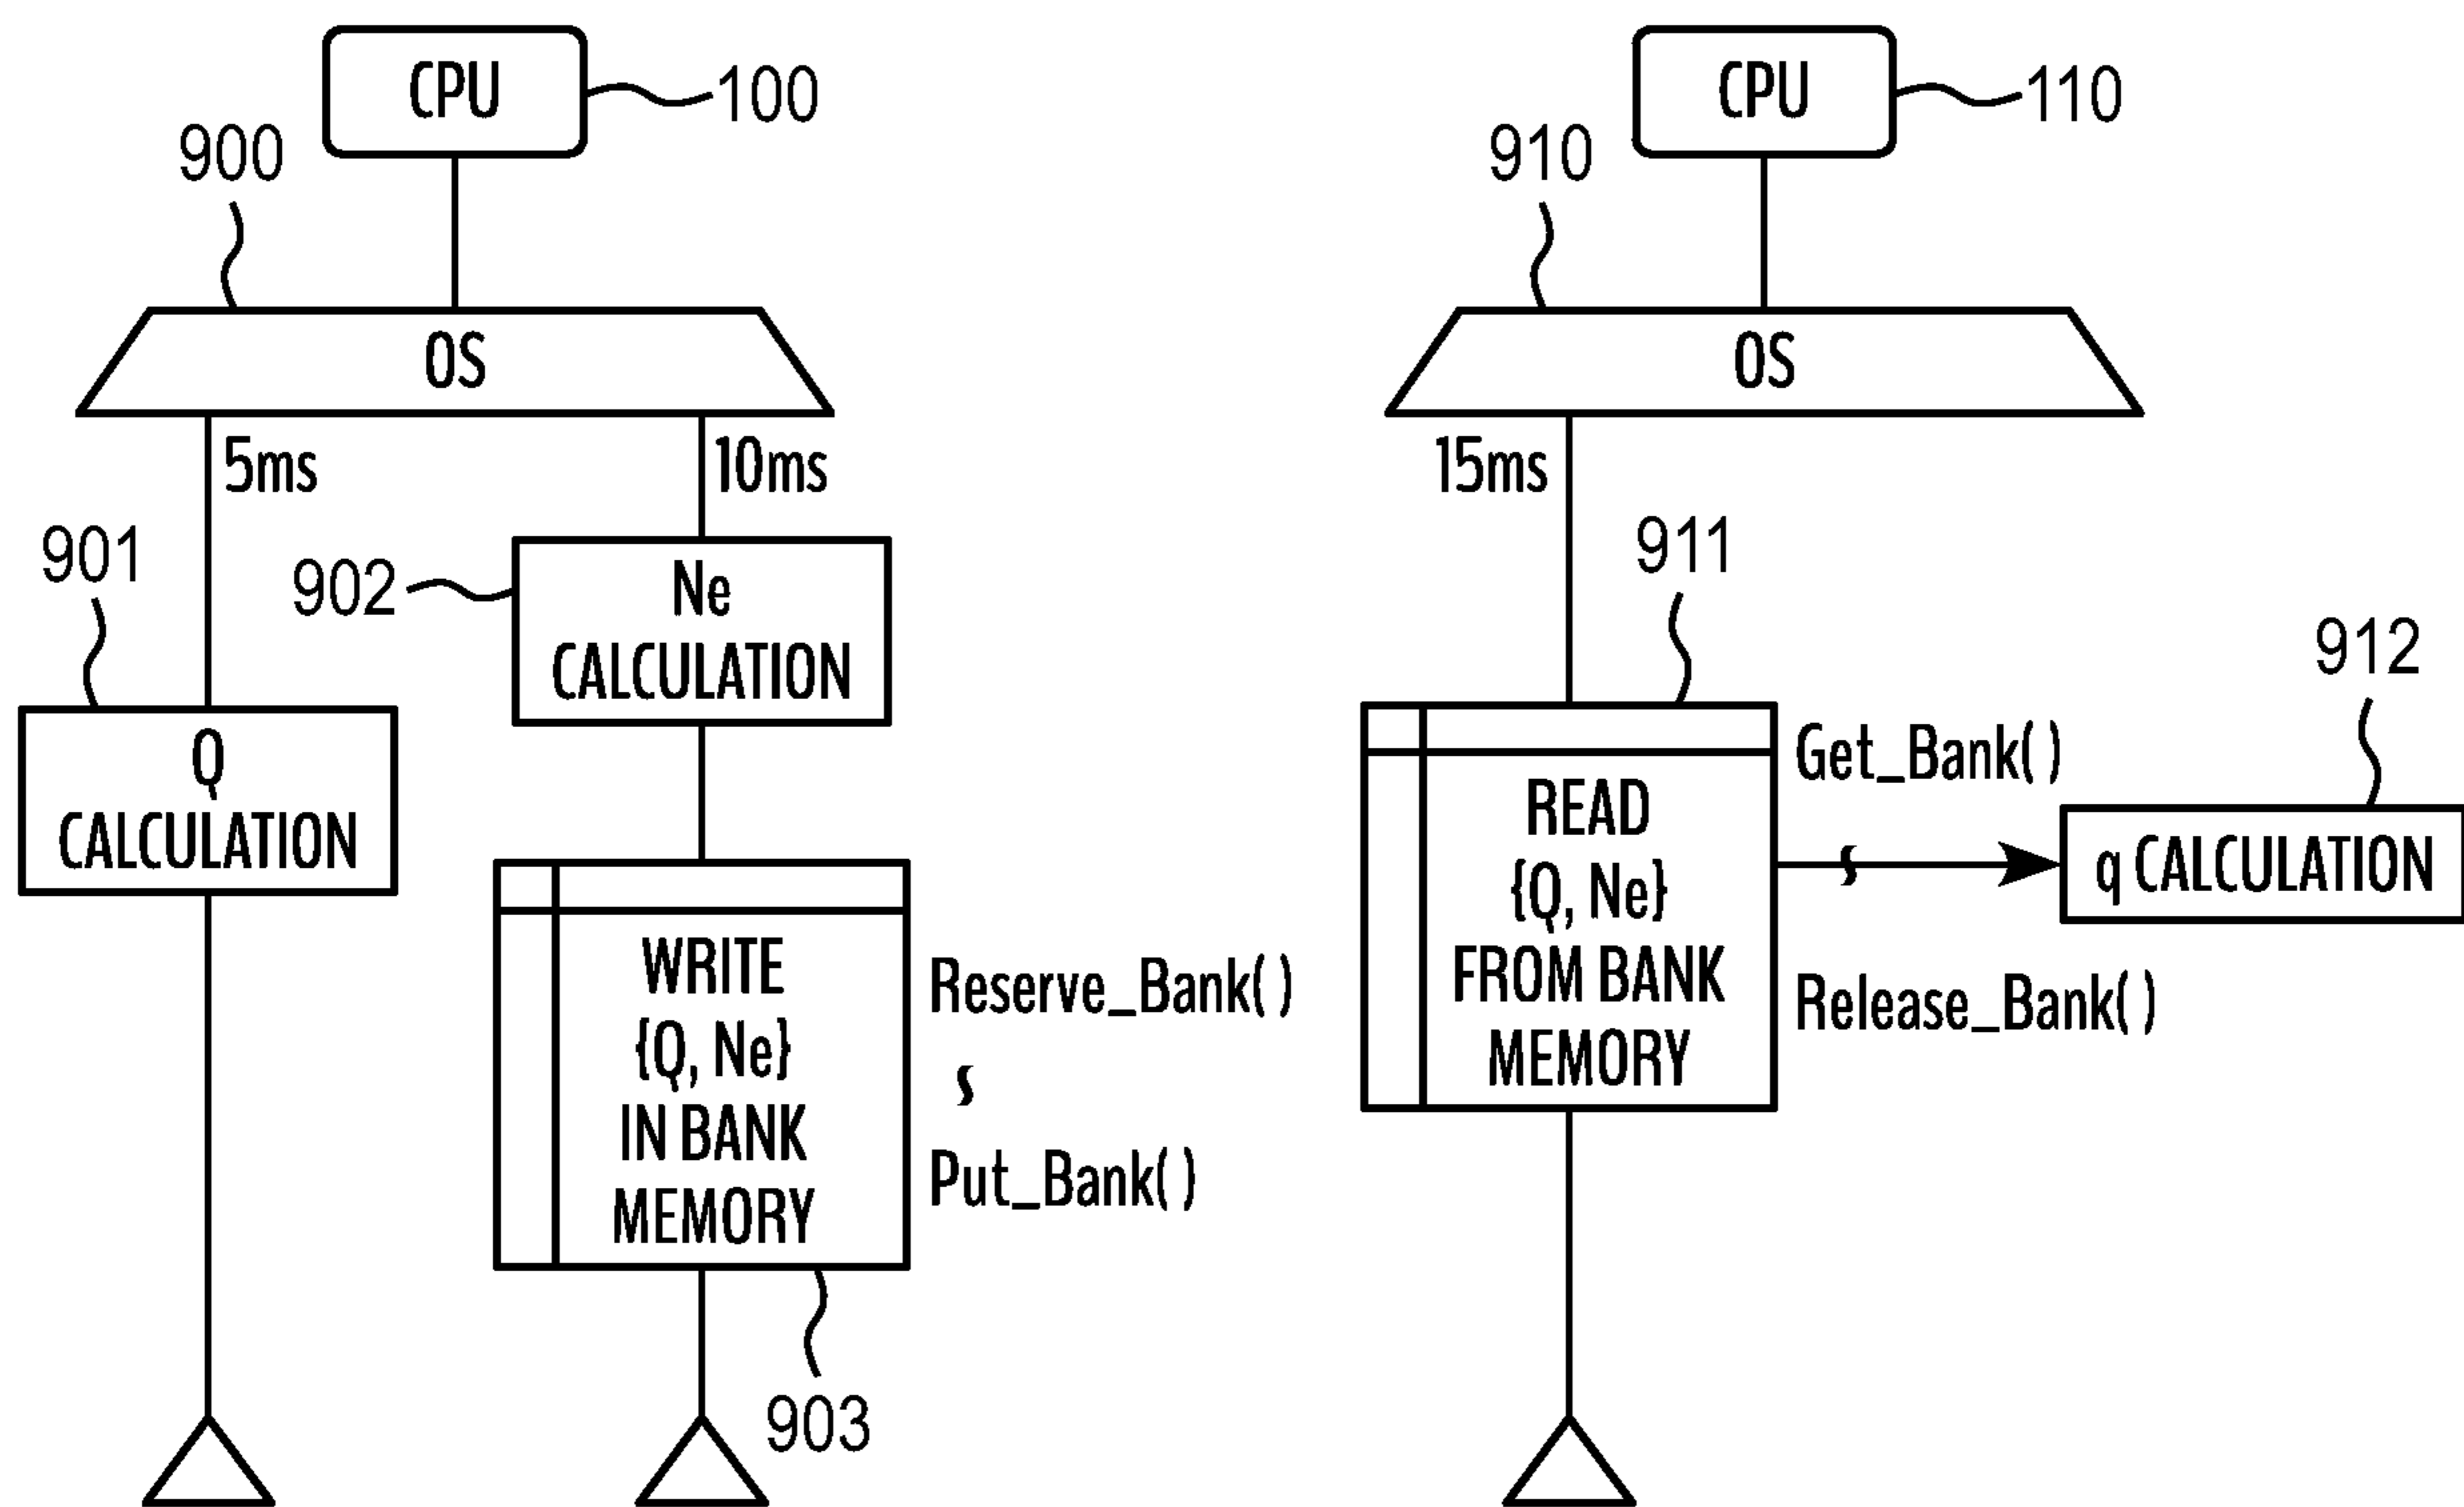 CPU
100
900
OS
5ms
10ms
901
902
Ne
CALCULATION
Q
CALCULATION
WRITE
{Q, Ne}
IN BANK
MEMORY
Reserve_Bank()
Put_Bank()
903
CPU
110
910
OS
15ms
911
912
READ
{Q, Ne}
FROM BANK
MEMORY
Get_Bank()
q CALCULATION
Release_Bank()